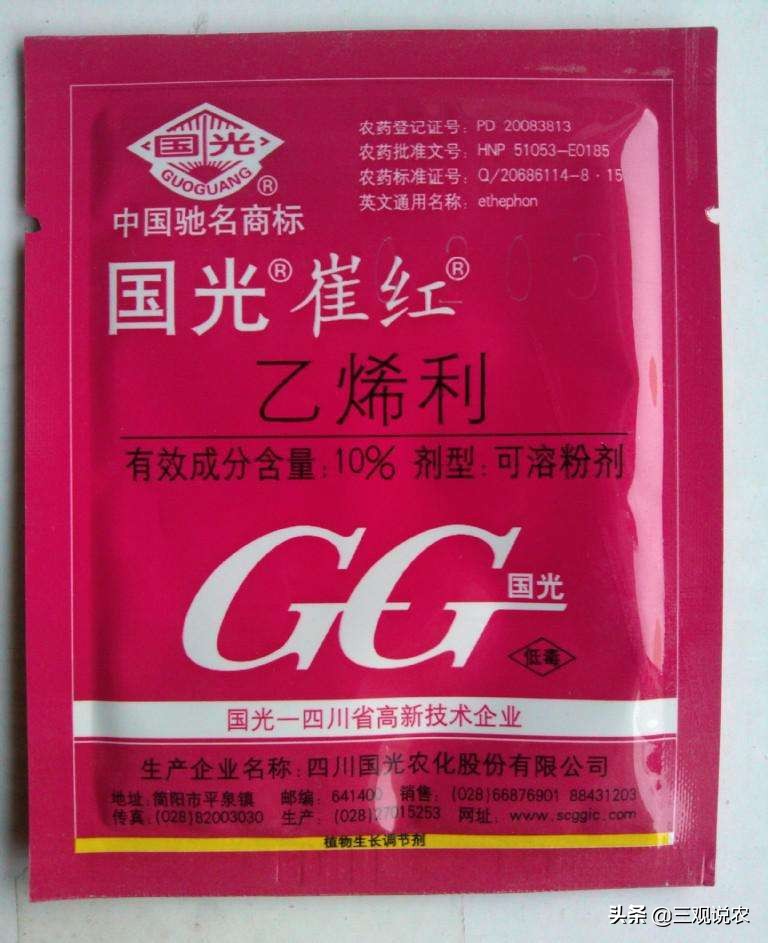 国光
GUOGUANG®
中国驰名商标
农药登记证号: PD 20083813
农药批准文号: HNP 51053-E0185
农药标准证号: Q/20686114-8·15
英文通用名称: ethephon
国光®崔红®
乙烯利
有效成分含量: 10% 剂型: 可溶粉剂
GG 国光
低毒
国光—四川省高新技术企业
生产企业名称: 四川国光农化股份有限公司
地址: 简阳市平泉镇 邮编: 641400 销售: (028)66876901 88431203
传真: (028)82003030 生产: (028)27015253 网址: www.scggic.com
植物生长调节剂
头条 @三观说农